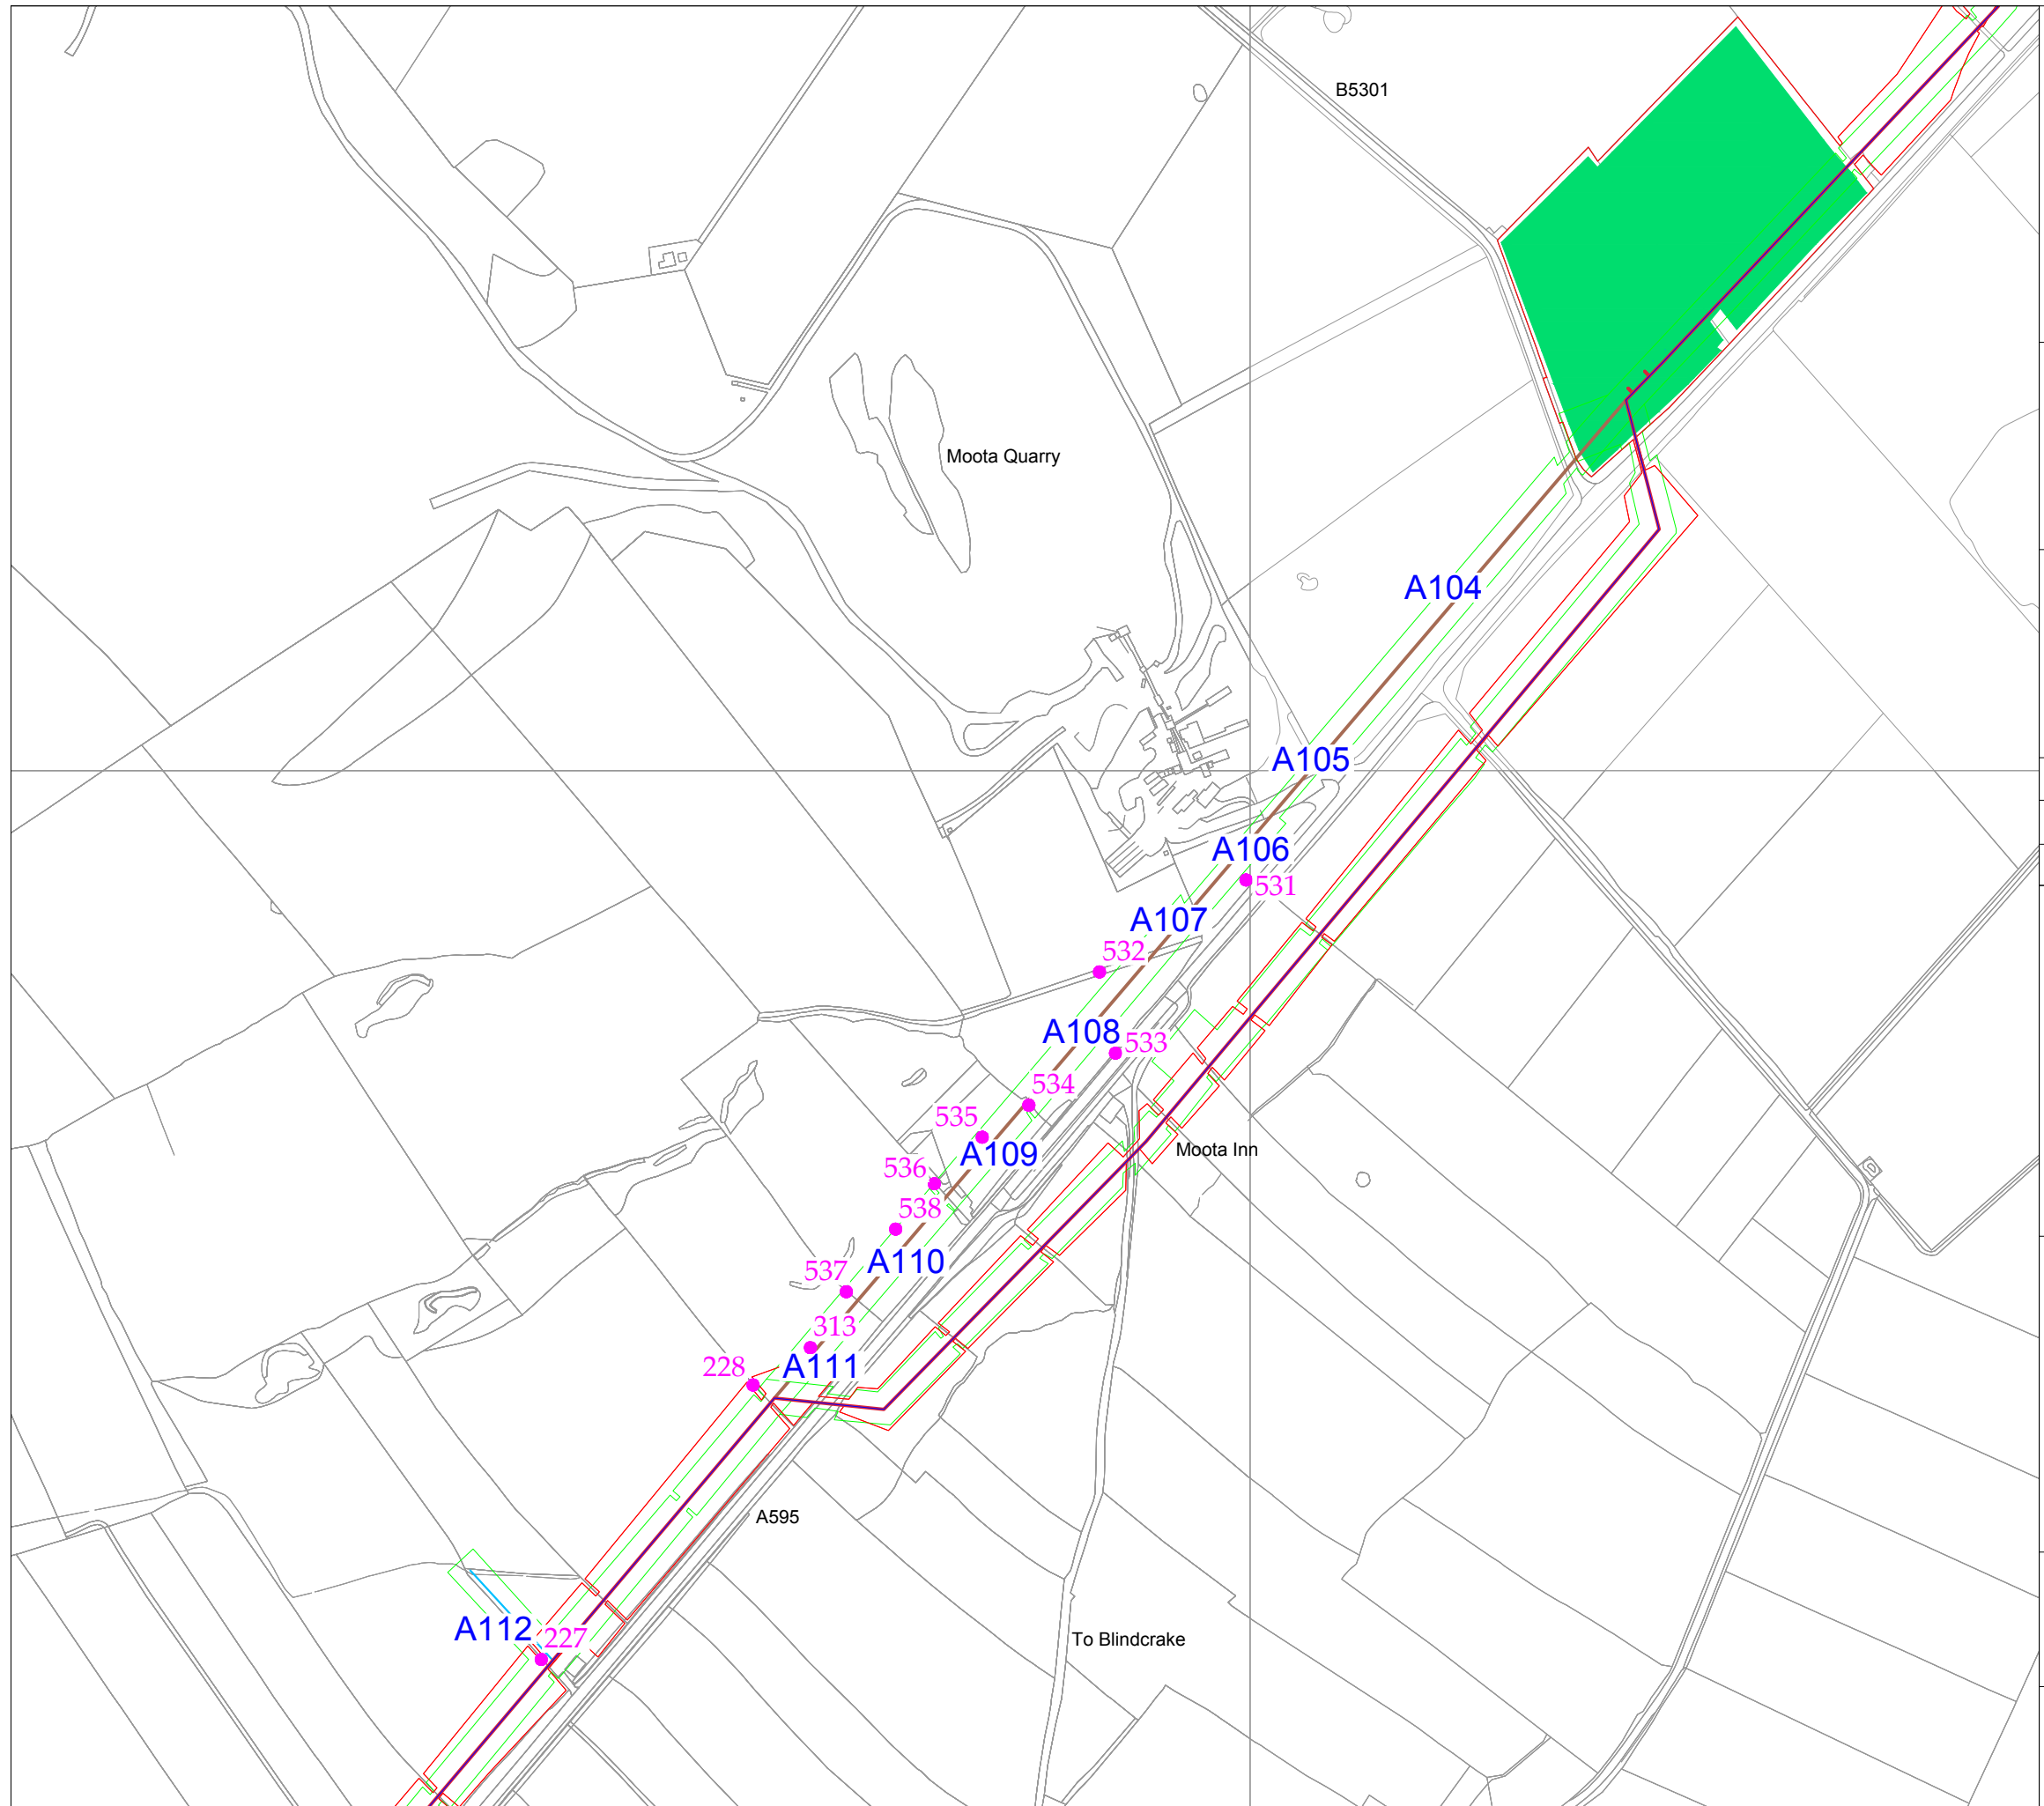 B5301
Moota Quarry
A104
A105
A106
531
A107
532
A108
533
534
535
A109
Moota Inn
536
538
A110
537
313
A111
228
A595
A112
227
To Blindcrake